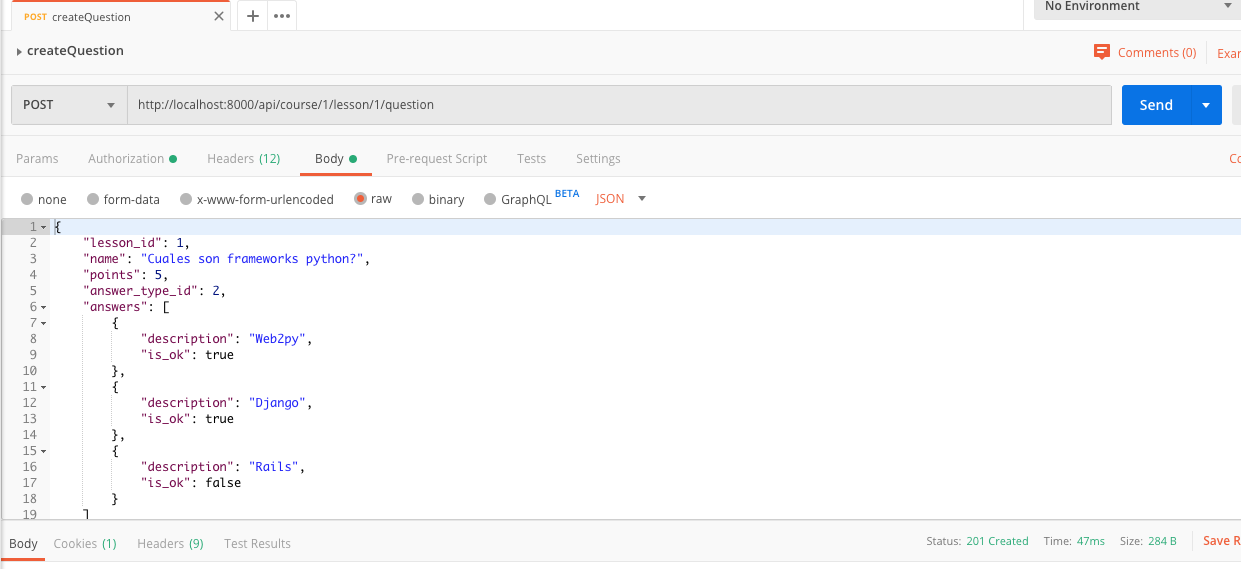 POST createQuestion
No Environment
createQuestion
Comments (0)
POST http://localhost:8000/api/course/1/lesson/1/question Send
Params Authorization Headers (12) Body Pre-request Script Tests Settings
none form-data x-www-form-urlencoded raw binary GraphQL BETA JSON
1 {
2 "lesson_id": 1,
3 "name": "Cuales son frameworks python?",
4 "points": 5,
5 "answer_type_id": 2,
6 "answers": [
7 {
8 "description": "Web2py",
9 "is_ok": true
10 },
11 {
12 "description": "Django",
13 "is_ok": true
14 },
15 {
16 "description": "Rails",
17 "is_ok": false
18 }
19 ]
Body Cookies (1) Headers (9) Test Results Status: 201 Created Time: 47ms Size: 284 B Save